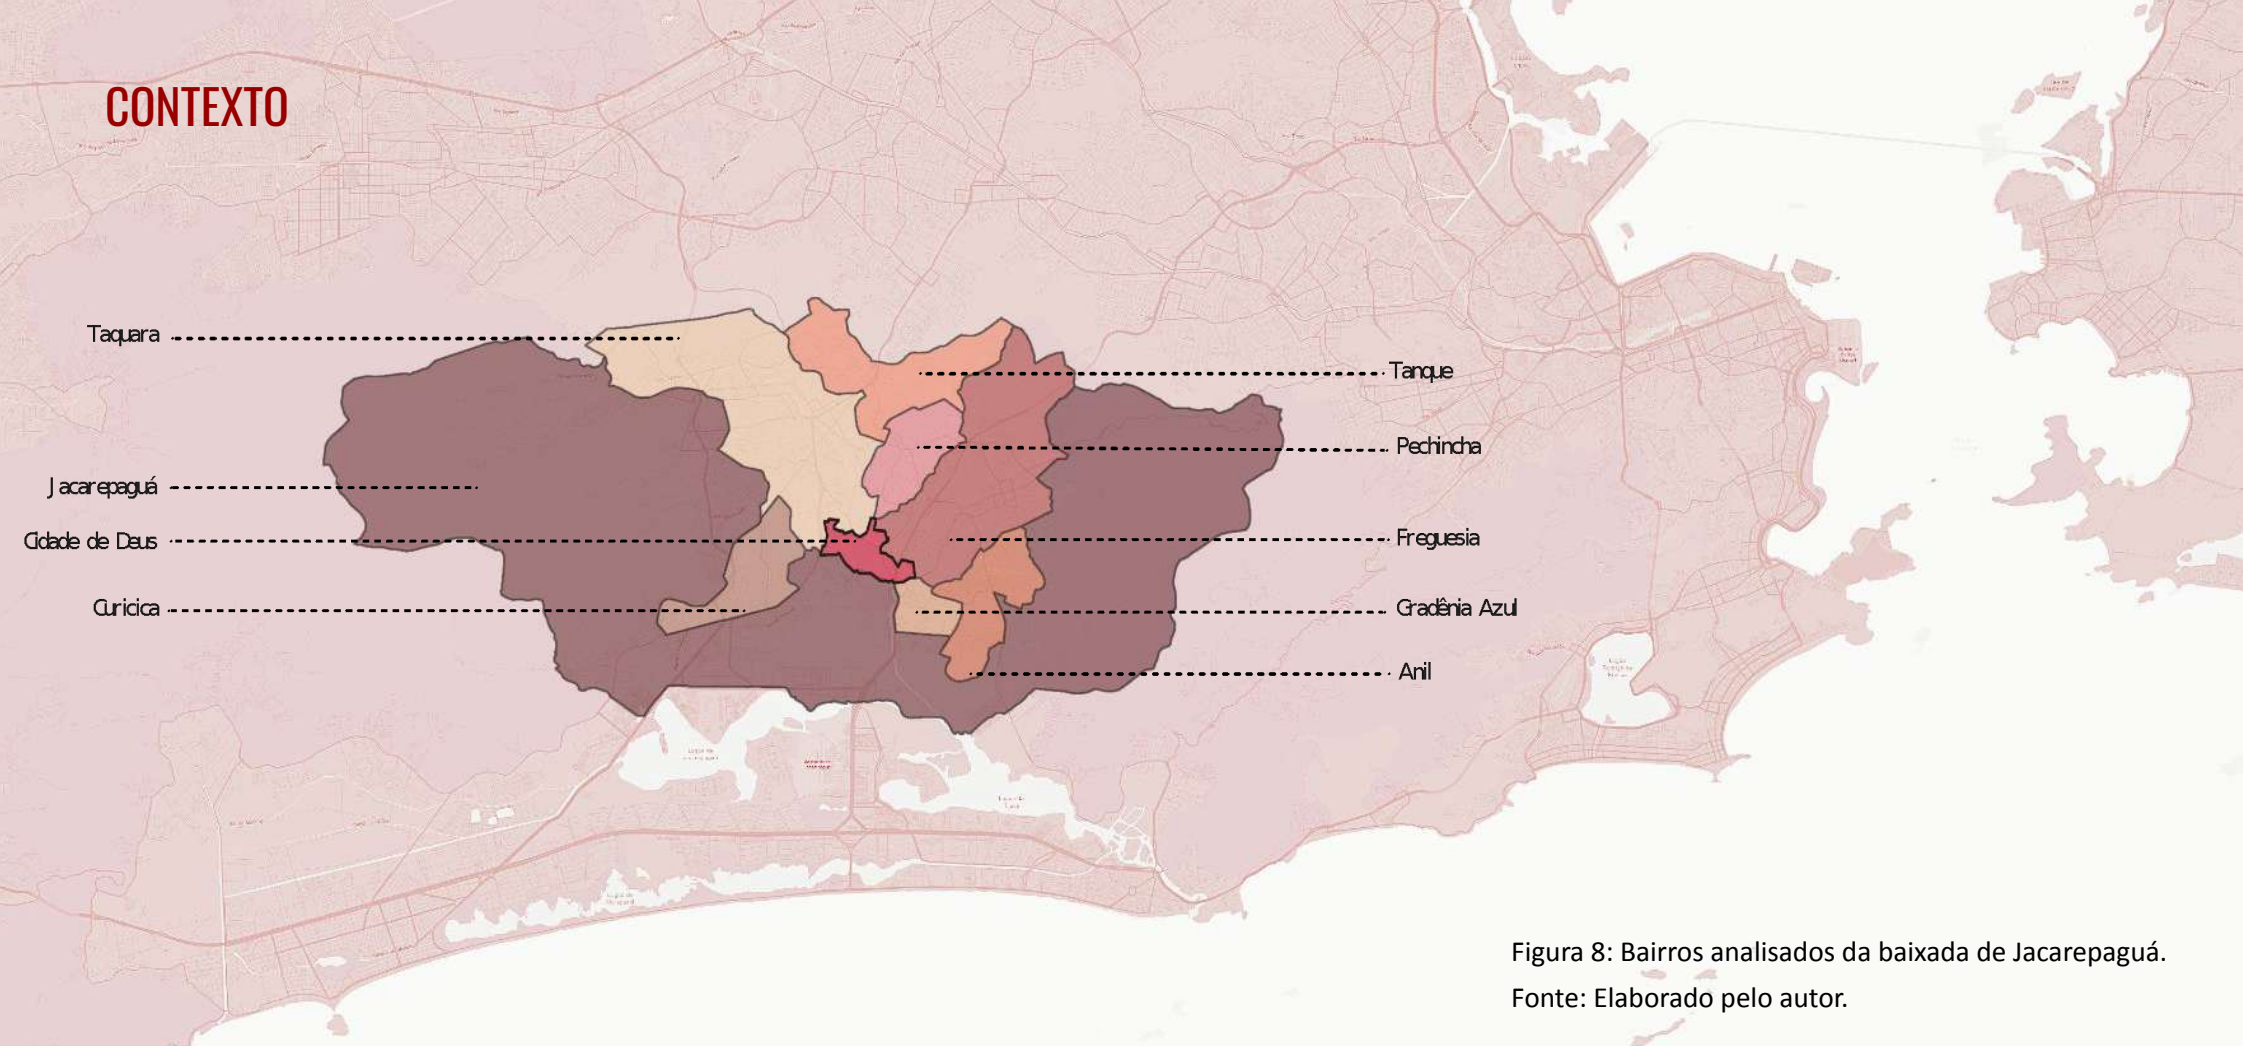 CONTEXTO
Taquara
Jacarepaguá
Cidade de Deus
Curicica
Tanque
Pechincha
Freguesia
Gradênia Azul
Anil
Figura 8: Bairros analisados da baixada de Jacarepaguá.
Fonte: Elaborado pelo autor.